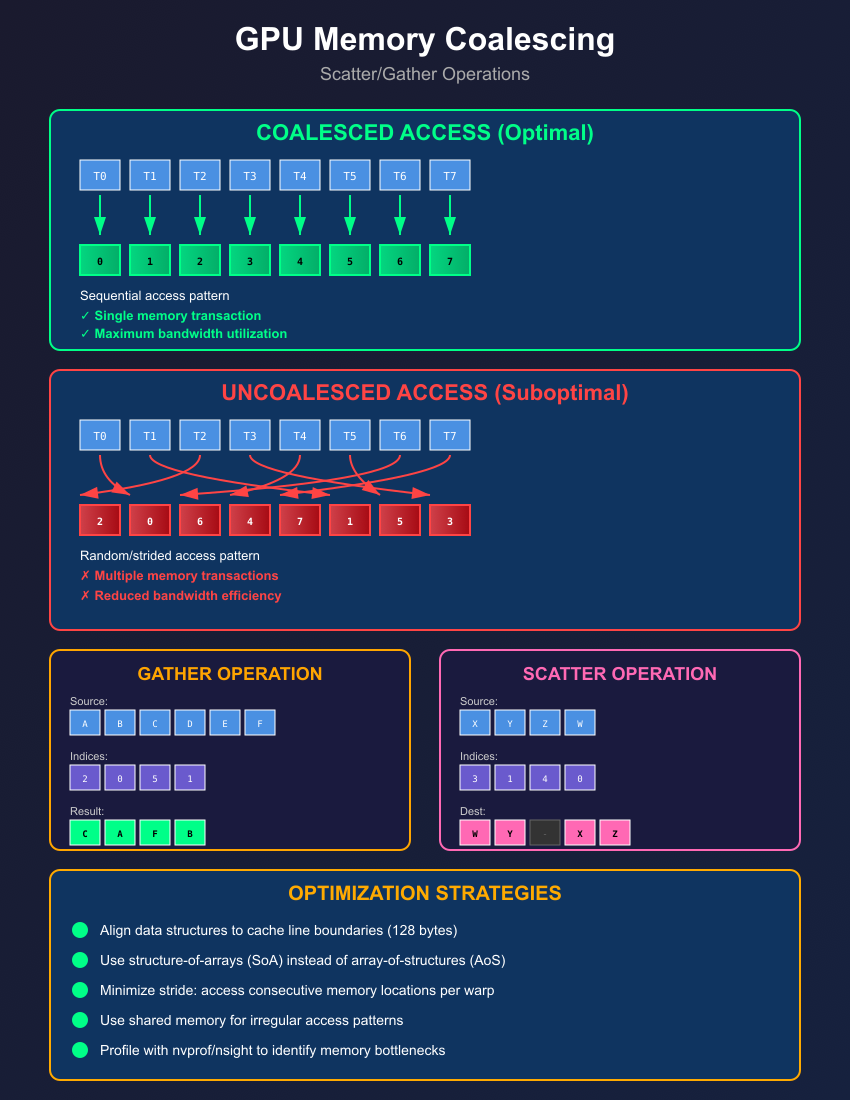 GPU Memory Coalescing
Scatter/Gather Operations
COALESCED ACCESS (Optimal)
T0 T1 T2 T3 T4 T5 T6 T7
0 1 2 3 4 5 6 7
Sequential access pattern
✓ Single memory transaction
✓ Maximum bandwidth utilization
UNCOALESCED ACCESS (Suboptimal)
T0 T1 T2 T3 T4 T5 T6 T7
2 0 6 4 7 1 5 3
Random/strided access pattern
✗ Multiple memory transactions
✗ Reduced bandwidth efficiency
GATHER OPERATION
Source:
A B C D E F
Indices:
2 0 5 1
Result:
C A F B
SCATTER OPERATION
Source:
X Y Z W
Indices:
3 1 4 0
Dest:
W Y - X Z
OPTIMIZATION STRATEGIES
Align data structures to cache line boundaries (128 bytes)
Use structure-of-arrays (SoA) instead of array-of-structures (AoS)
Minimize stride: access consecutive memory locations per warp
Use shared memory for irregular access patterns
Profile with nvprof/nsight to identify memory bottlenecks